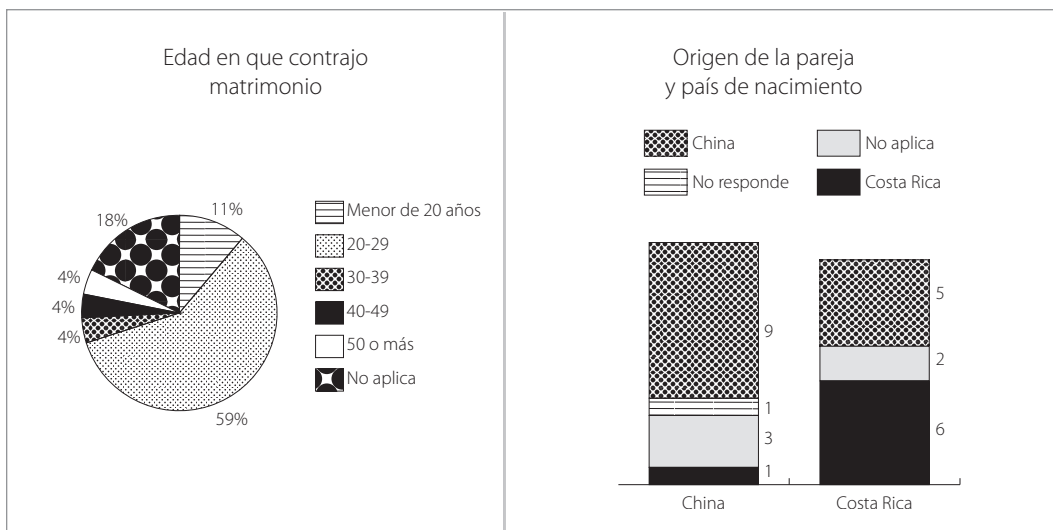 Edad en que contrajo
matrimonio
11%
18%
4%
4%
4%
59%
Menor de 20 años
20-29
30-39
40-49
50 o más
No aplica
Origen de la pareja
y país de nacimiento
China
No aplica
No responde
Costa Rica
9
1
3
1
5
2
6
China
Costa Rica